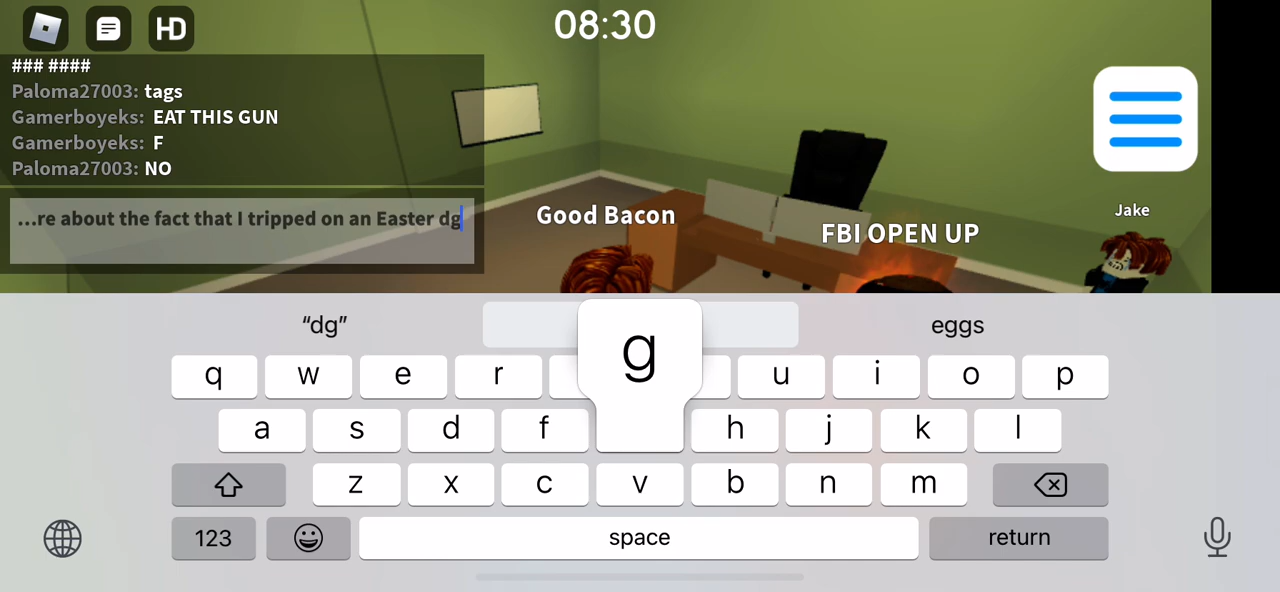 HD
08:30
### ####
Paloma27003: tags
Gamerboyeks: EAT THIS GUN
Gamerboyeks: F
Paloma27003: NO
...re about the fact that I tripped on an Easter dg
Good Bacon
FBI OPEN UP
Jake
“dg”
eggs
q w e r u i o p
a s d f g h j k l
z x c v b n m
123
space
return